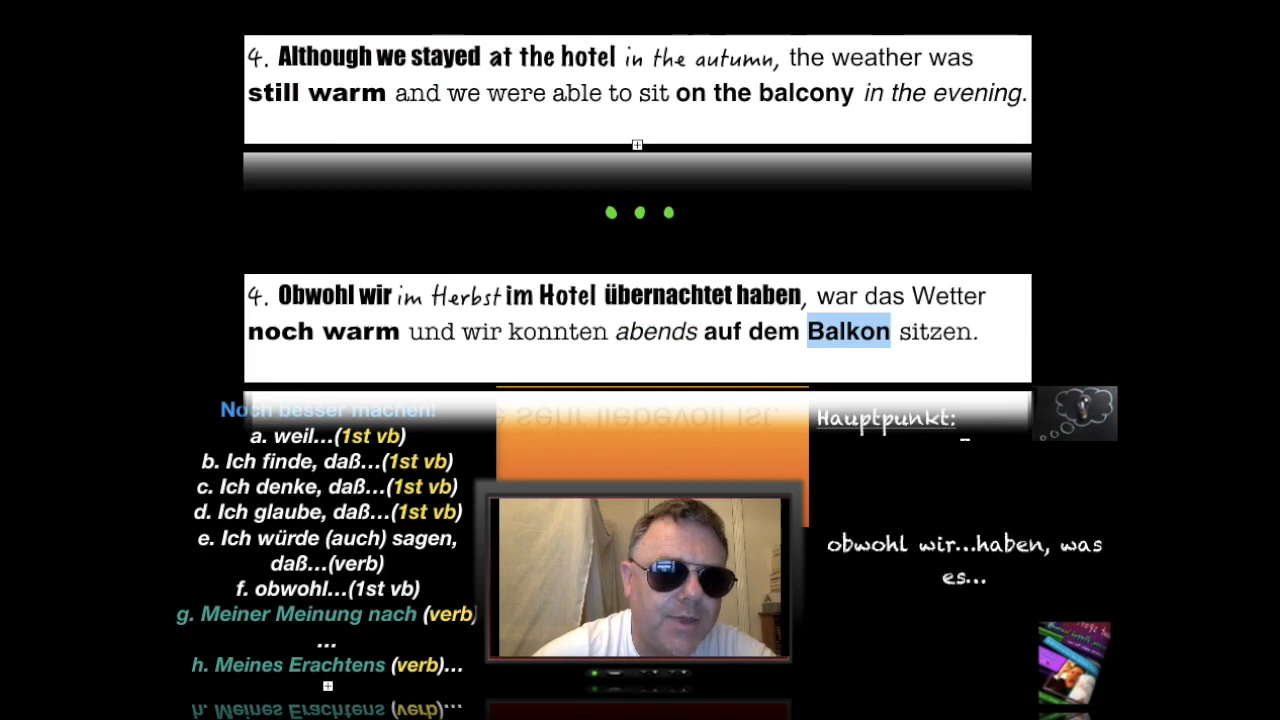 4. Although we stayed at the hotel in the autumn, the weather was
still warm and we were able to sit on the balcony in the evening.
4. Obwohl wir im Herbst im Hotel übernachtet haben, war das Wetter
noch warm und wir konnten abends auf dem Balkon sitzen.
Noch besser machen!
a. weil...(1st vb)
b. Ich finde, daß...(1st vb)
c. Ich denke, daß...(1st vb)
d. Ich glaube, daß...(1st vb)
e. Ich würde (auch) sagen,
daß...(verb)
f. obwohl...(1st vb)
g. Meiner Meinung nach (verb)
...
h. Meines Erachtens (verb)...
sehr liebevoll ist.
Hauptpunkt:
obwohl wir...haben, was
es...